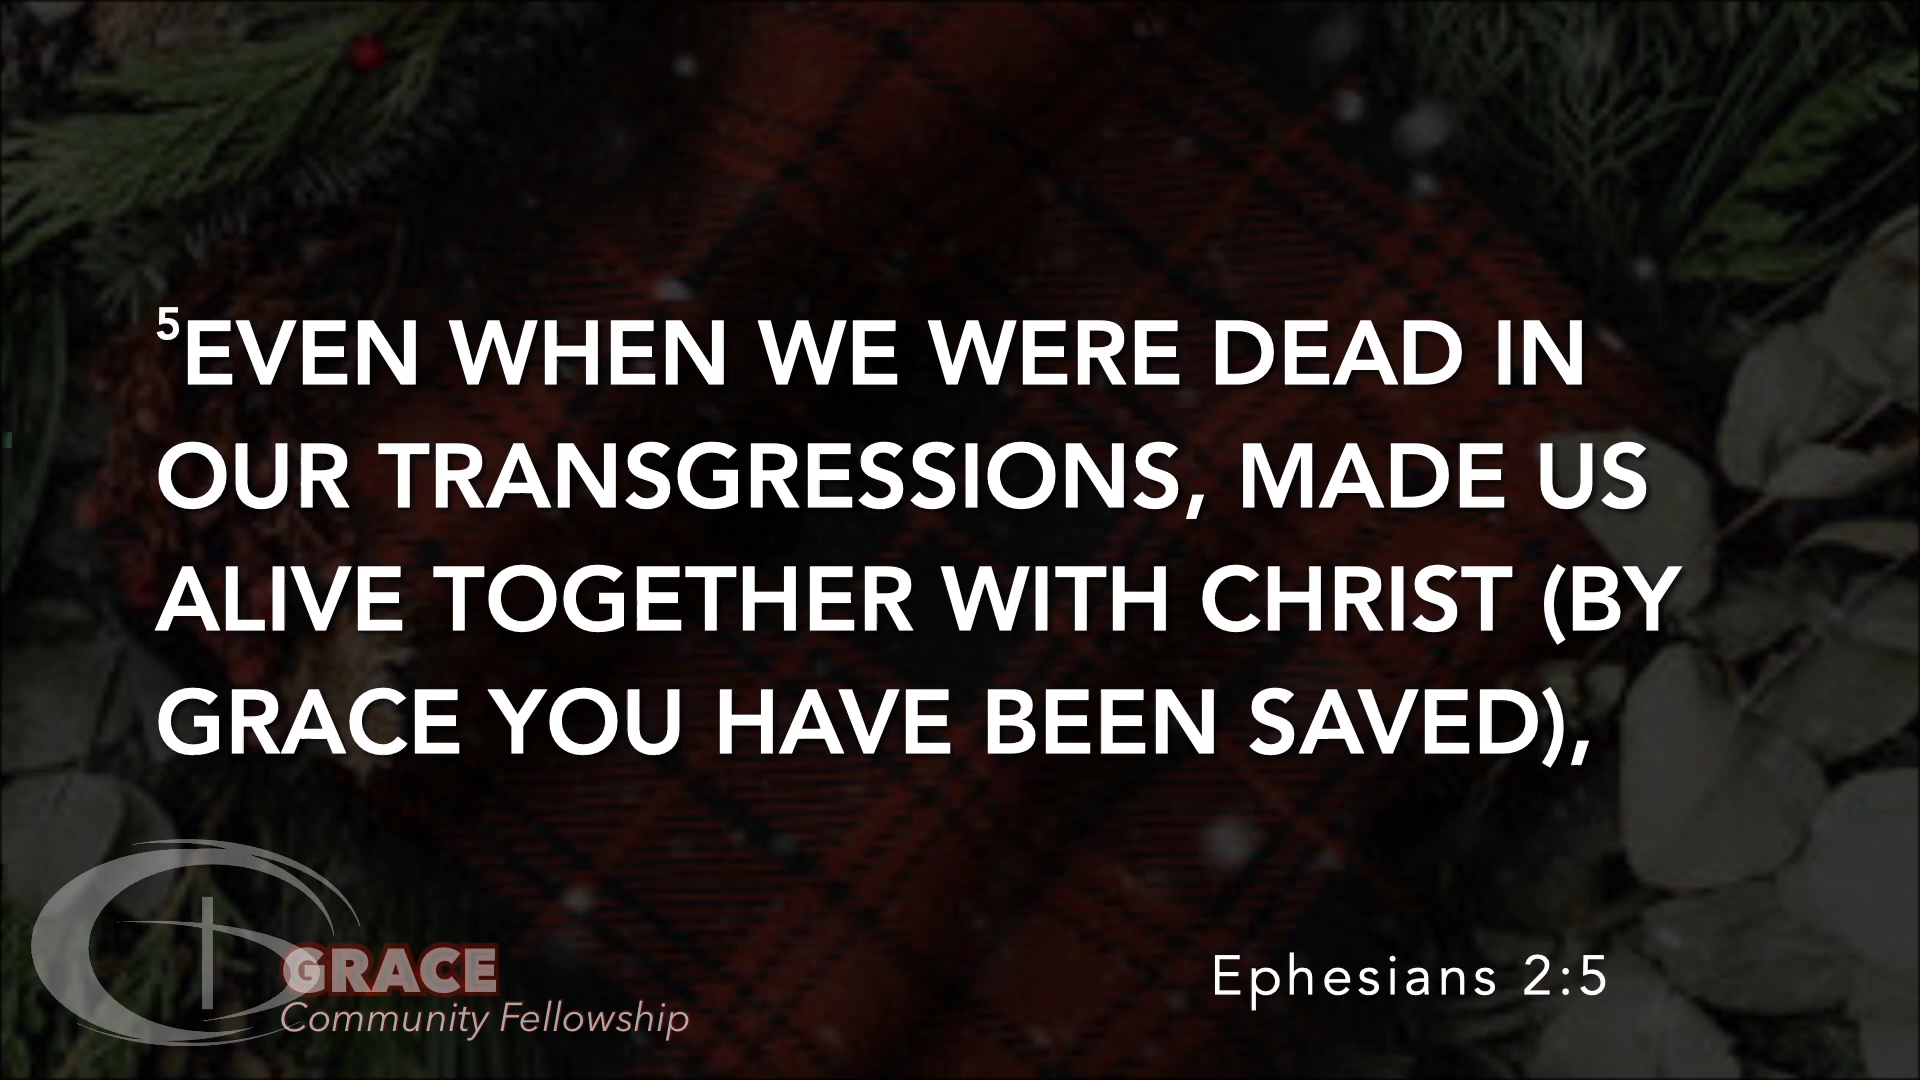 ⁵EVEN WHEN WE WERE DEAD IN
OUR TRANSGRESSIONS, MADE US
ALIVE TOGETHER WITH CHRIST (BY
GRACE YOU HAVE BEEN SAVED),
GRACE
Community Fellowship
Ephesians 2:5